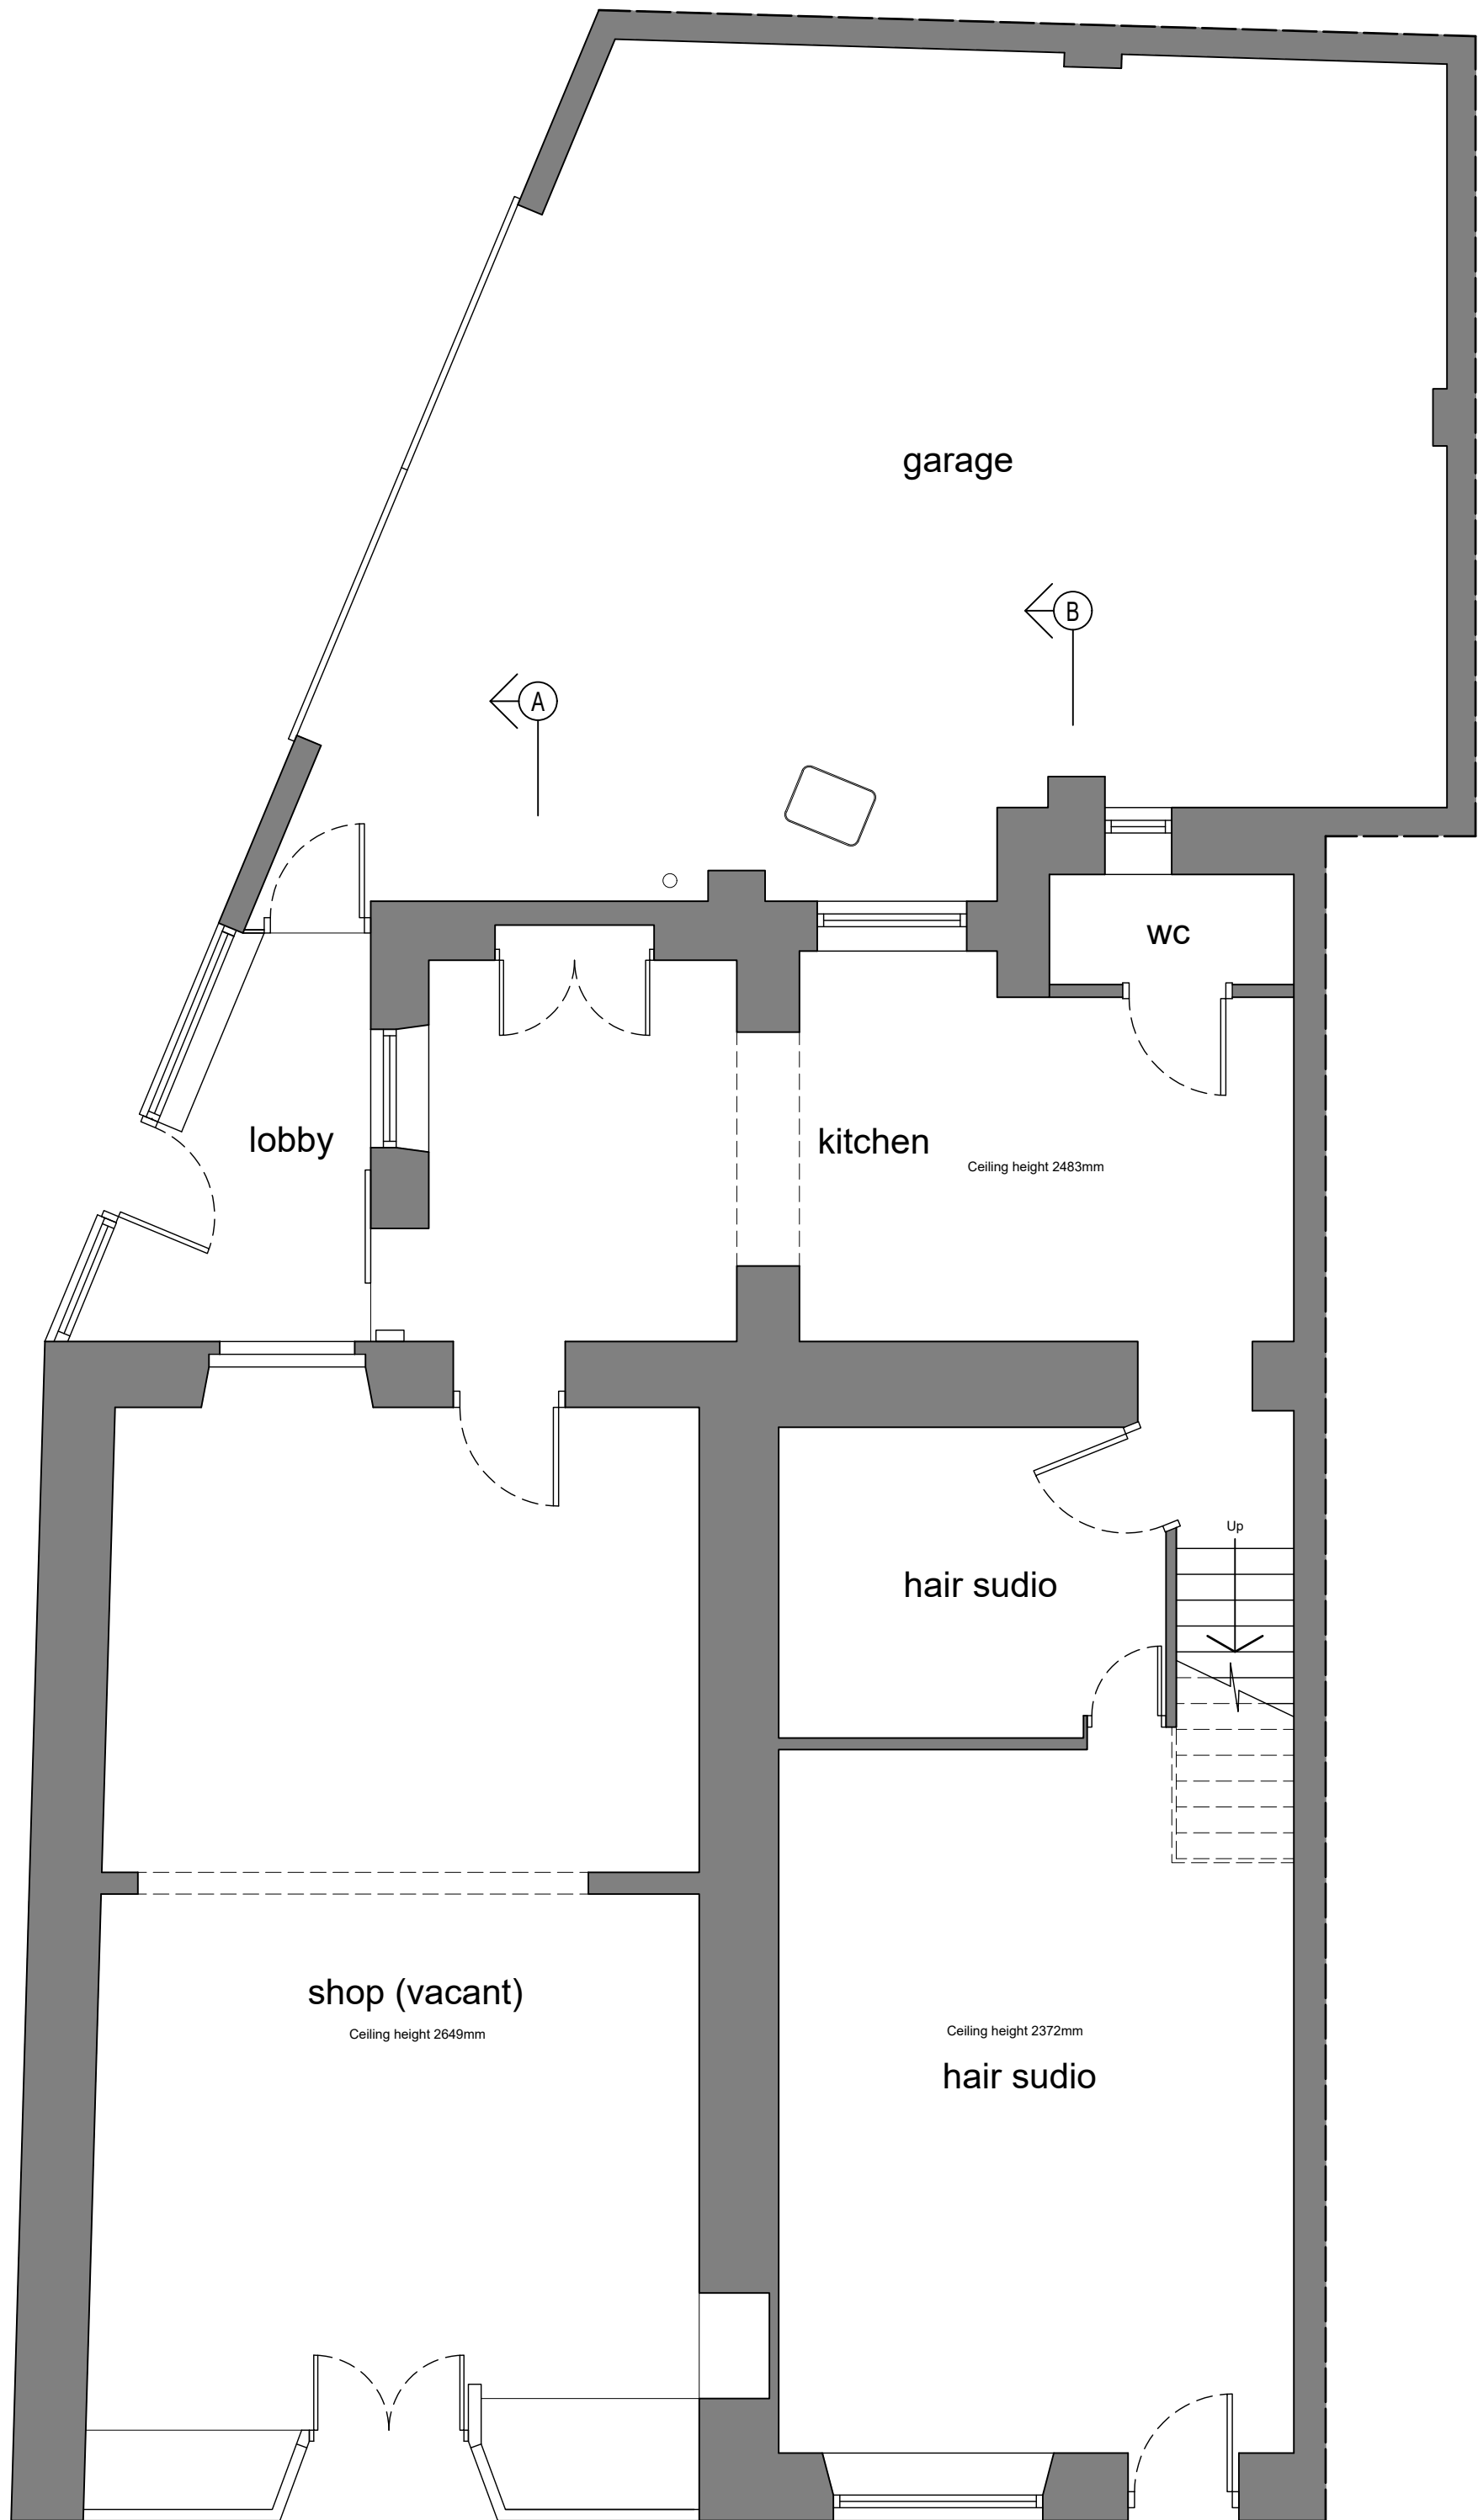 garage
B
A
wc
lobby
kitchen
Ceiling height 2483mm
Up
hair sudio
shop (vacant)
Ceiling height 2649mm
Ceiling height 2372mm
hair sudio